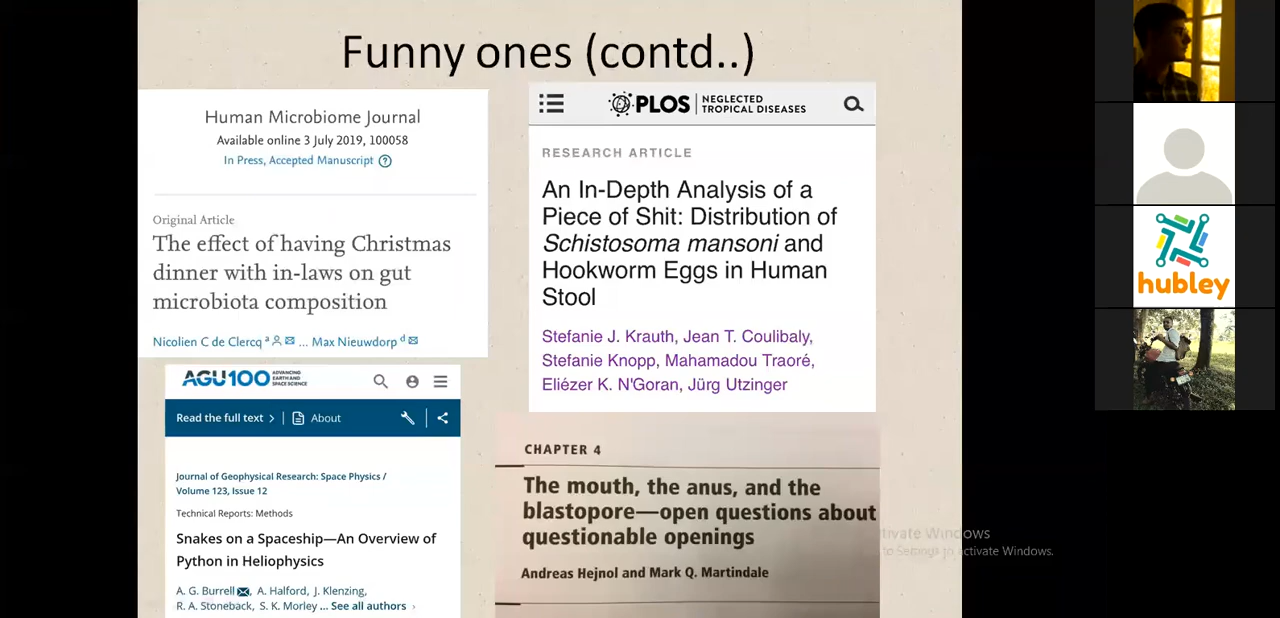 Funny ones (contd..)
Human Microbiome Journal
Available online 3 July 2019, 100058
In Press, Accepted Manuscript ?
Original Article
The effect of having Christmas
dinner with in-laws on gut
microbiota composition
Nicolien C de Clercq a ... Max Nieuwdorp d
PLOS NEGLECTED
TROPICAL DISEASES
RESEARCH ARTICLE
An In-Depth Analysis of a
Piece of Shit: Distribution of
Schistosoma mansoni and
Hookworm Eggs in Human
Stool
Stefanie J. Krauth, Jean T. Coulibaly,
Stefanie Knopp, Mahamadou Traoré,
Eliézer K. N'Goran, Jürg Utzinger
AGU100 ADVANCING
EARTH AND
SPACE SCIENCE
Read the full text > | About
Journal of Geophysical Research: Space Physics /
Volume 123, Issue 12
Technical Reports: Methods
Snakes on a Spaceship—An Overview of
Python in Heliophysics
A. G. Burrell, A. Halford, J. Klenzing,
R. A. Stoneback, S. K. Morley ... See all authors >
CHAPTER 4
The mouth, the anus, and the
blastopore—open questions about
questionable openings
Andreas Hejnol and Mark Q. Martindale
hubley
Windows
to Settings to activate Windows.